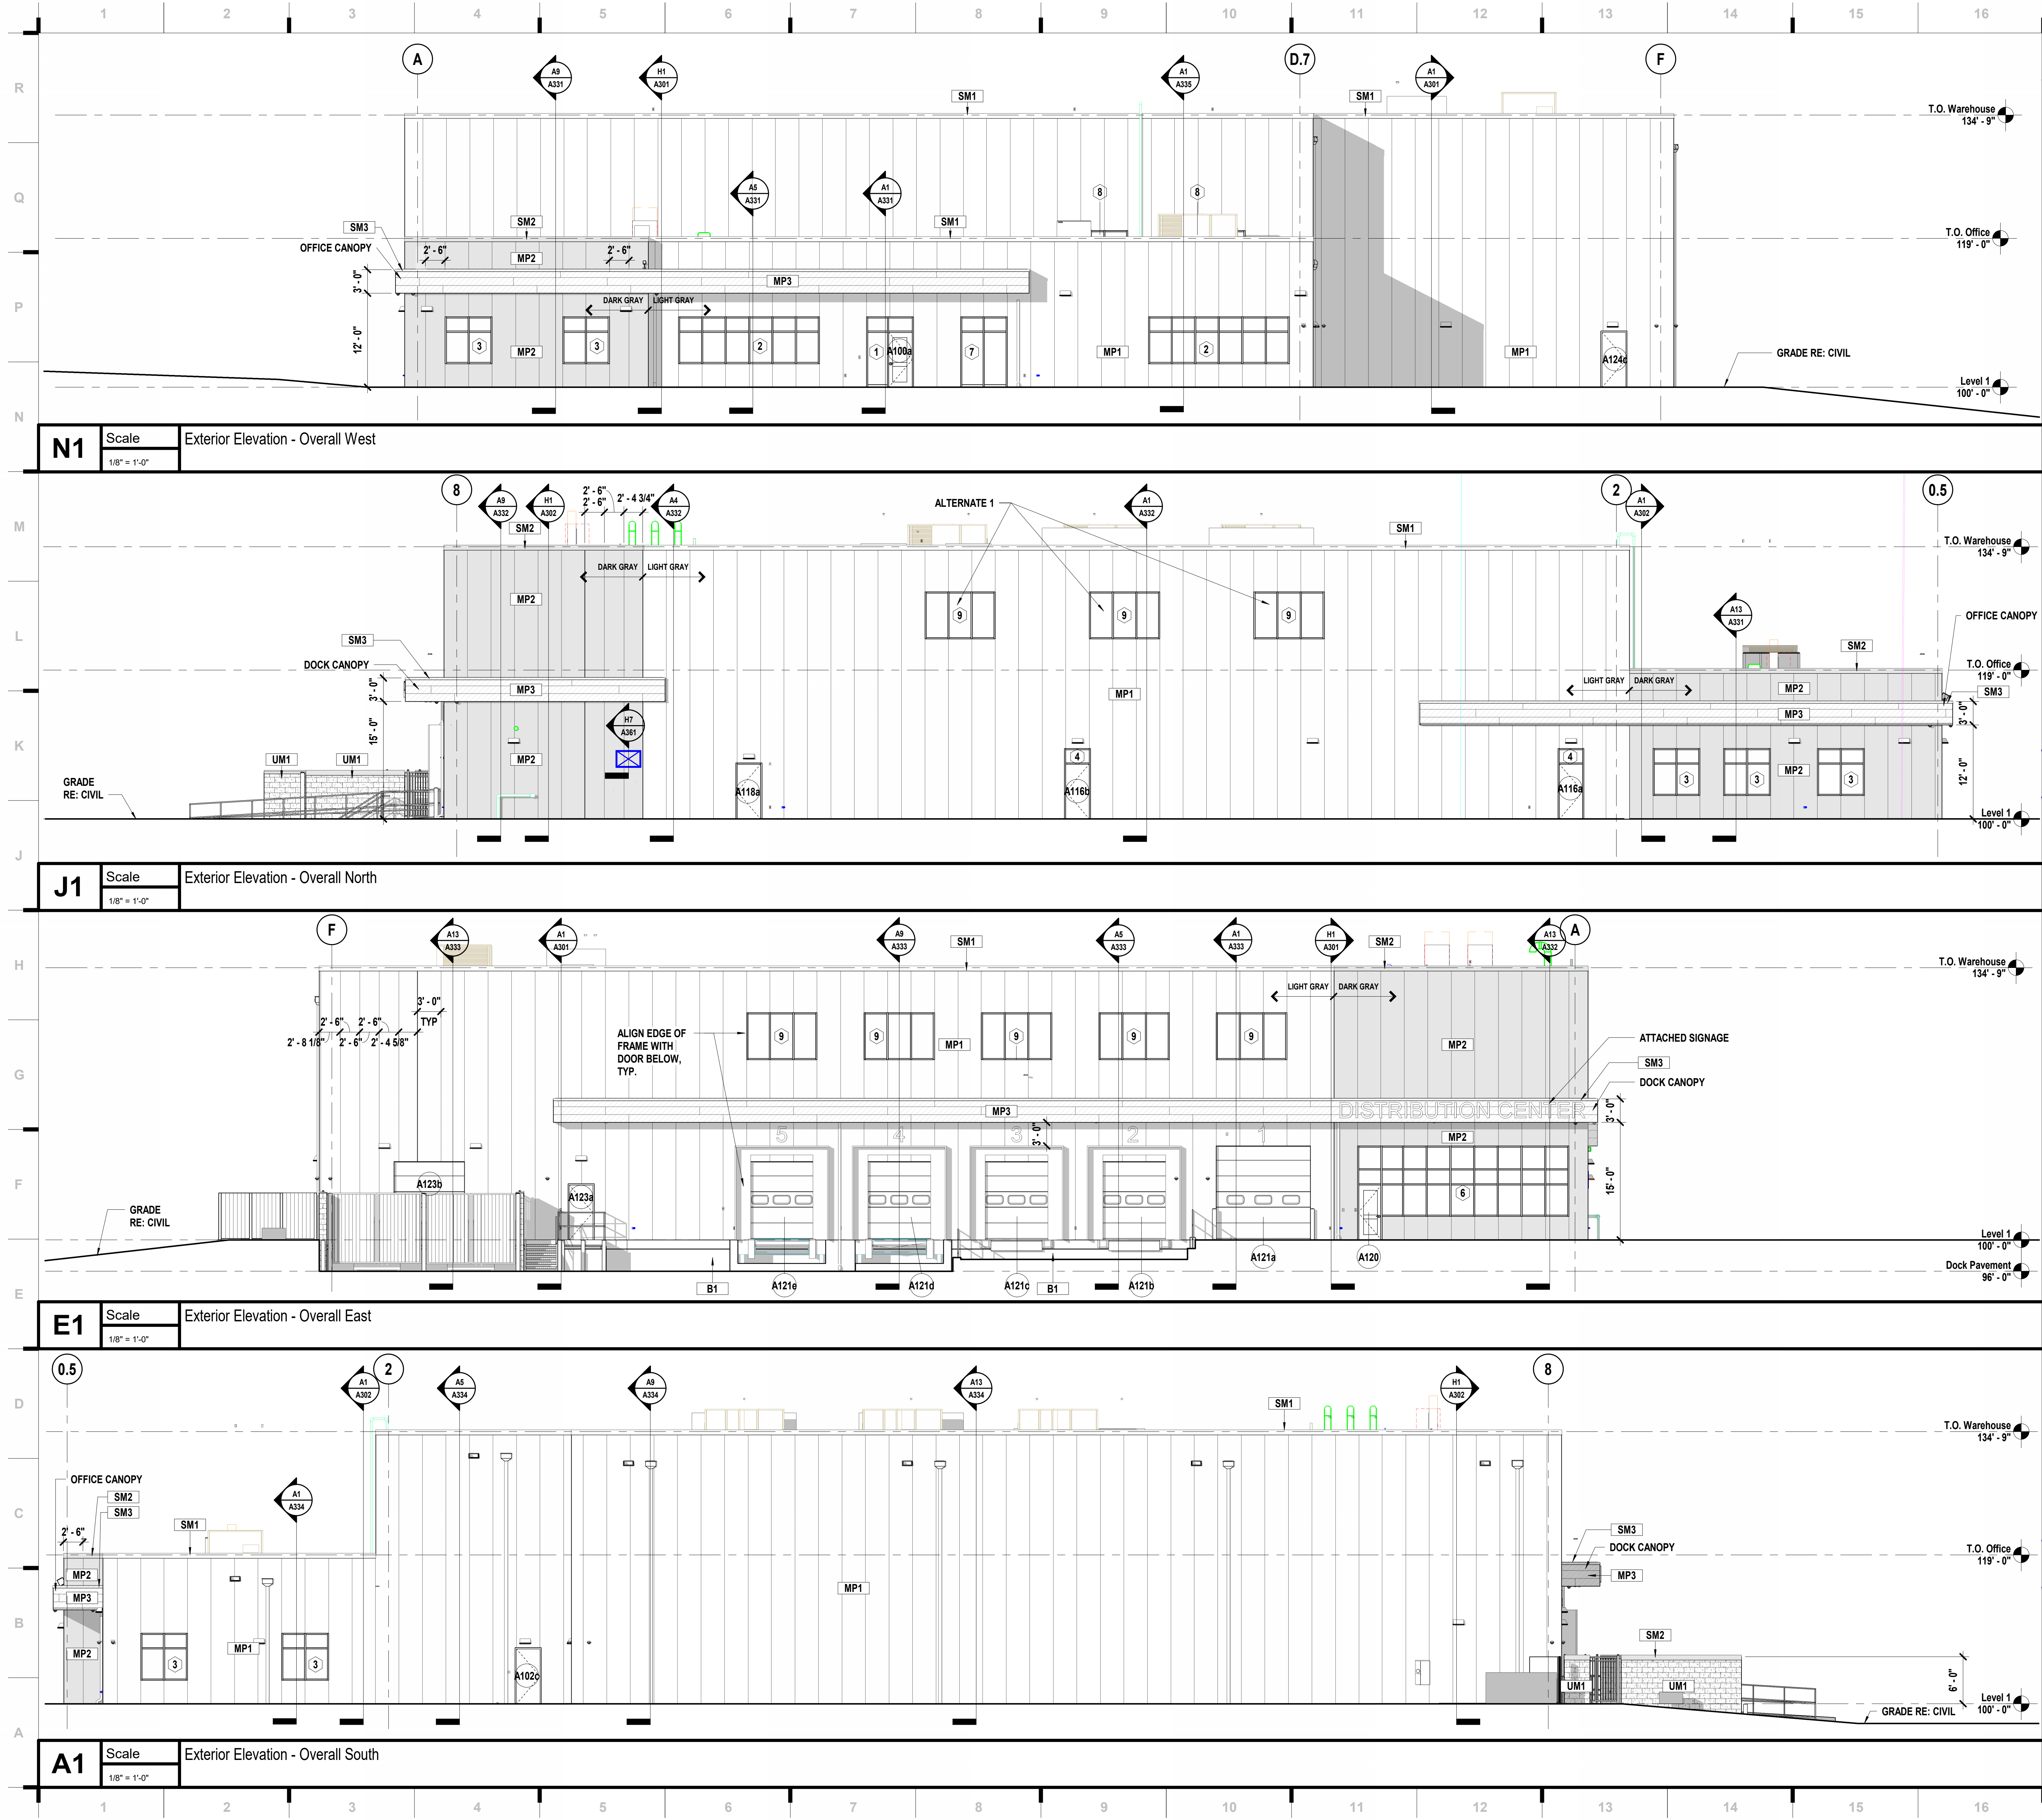 1 2 3 4 5 6 7 8 9 10 11 12 13 14 15 16
R
Q
P
N
A
A9
A331
H1
A301
A1
A335
D.7
A1
A301
F
SM1
SM1
T.O. Warehouse
134' - 9"
A5
A331
A1
A331
8
8
SM3
SM2
SM1
OFFICE CANOPY
2' - 6"
2' - 6"
T.O. Office
119' - 0"
MP2
3' - 0"
MP3
DARK GRAY
LIGHT GRAY
12' - 0"
3
MP2
3
2
1
A100a
7
MP1
2
MP1
A124c
GRADE RE: CIVIL
Level 1
100' - 0"
N1
Scale
1/8" = 1'-0"
Exterior Elevation - Overall West
M
L
K
J
8
A9
A332
H1
A302
2' - 6"
2' - 6"
2' - 4 3/4"
A4
A332
ALTERNATE 1
A1
A332
2
A1
A302
0.5
SM2
SM1
T.O. Warehouse
134' - 9"
DARK GRAY
LIGHT GRAY
MP2
9
9
9
A13
A331
OFFICE CANOPY
SM3
SM2
DOCK CANOPY
T.O. Office
119' - 0"
3' - 0"
MP3
MP1
LIGHT GRAY
DARK GRAY
MP2
SM3
MP3
3' - 0"
15' - 0"
H7
A361
UM1
UM1
MP2
4
4
12' - 0"
GRADE
RE: CIVIL
A118a
A116b
A116a
3
3
MP2
3
Level 1
100' - 0"
J1
Scale
1/8" = 1'-0"
Exterior Elevation - Overall North
H
G
F
E
F
A13
A333
A1
A301
A9
A333
SM1
A5
A333
A1
A333
H1
A301
SM2
A13
A332
A
T.O. Warehouse
134' - 9"
LIGHT GRAY
DARK GRAY
3' - 0"
TYP
2' - 6"
2' - 6"
2' - 8 1/8"
2' - 6"
2' - 4 5/8"
ALIGN EDGE OF
FRAME WITH
DOOR BELOW,
TYP.
9
9
MP1
9
9
9
MP2
ATTACHED SIGNAGE
SM3
DOCK CANOPY
MP3
DISTRIBUTION CENTER
3' - 0"
5
4
3
3' - 0"
2
1
MP2
A123b
A123a
6
15' - 0"
GRADE
RE: CIVIL
Level 1
100' - 0"
A121a
A120
Dock Pavement
96' - 0"
B1
A121e
A121d
A121c
B1
A121b
E1
Scale
1/8" = 1'-0"
Exterior Elevation - Overall East
D
C
B
A
0.5
A1
A302
2
A5
A334
A9
A334
A13
A334
SM1
H1
A302
8
T.O. Warehouse
134' - 9"
OFFICE CANOPY
SM2
SM3
A1
A334
SM1
2' - 6"
SM3
DOCK CANOPY
T.O. Office
119' - 0"
MP2
MP3
MP1
MP3
MP2
MP1
3
3
A102c
SM2
UM1
UM1
6' - 0"
Level 1
100' - 0"
GRADE RE: CIVIL
A1
Scale
1/8" = 1'-0"
Exterior Elevation - Overall South
1 2 3 4 5 6 7 8 9 10 11 12 13 14 15 16